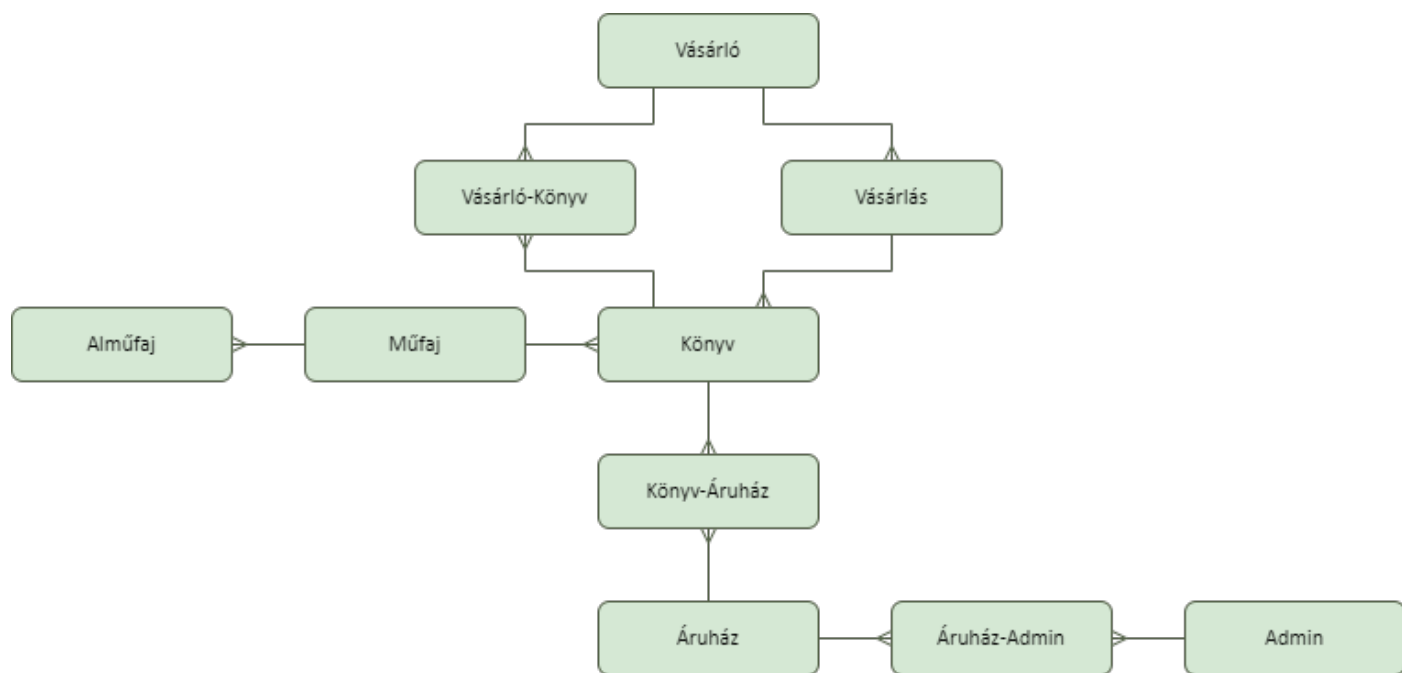 Vásárló
Vásárló-Könyv
Vásárlás
Alműfaj
Műfaj
Könyv
Könyv-Áruház
Áruház
Áruház-Admin
Admin